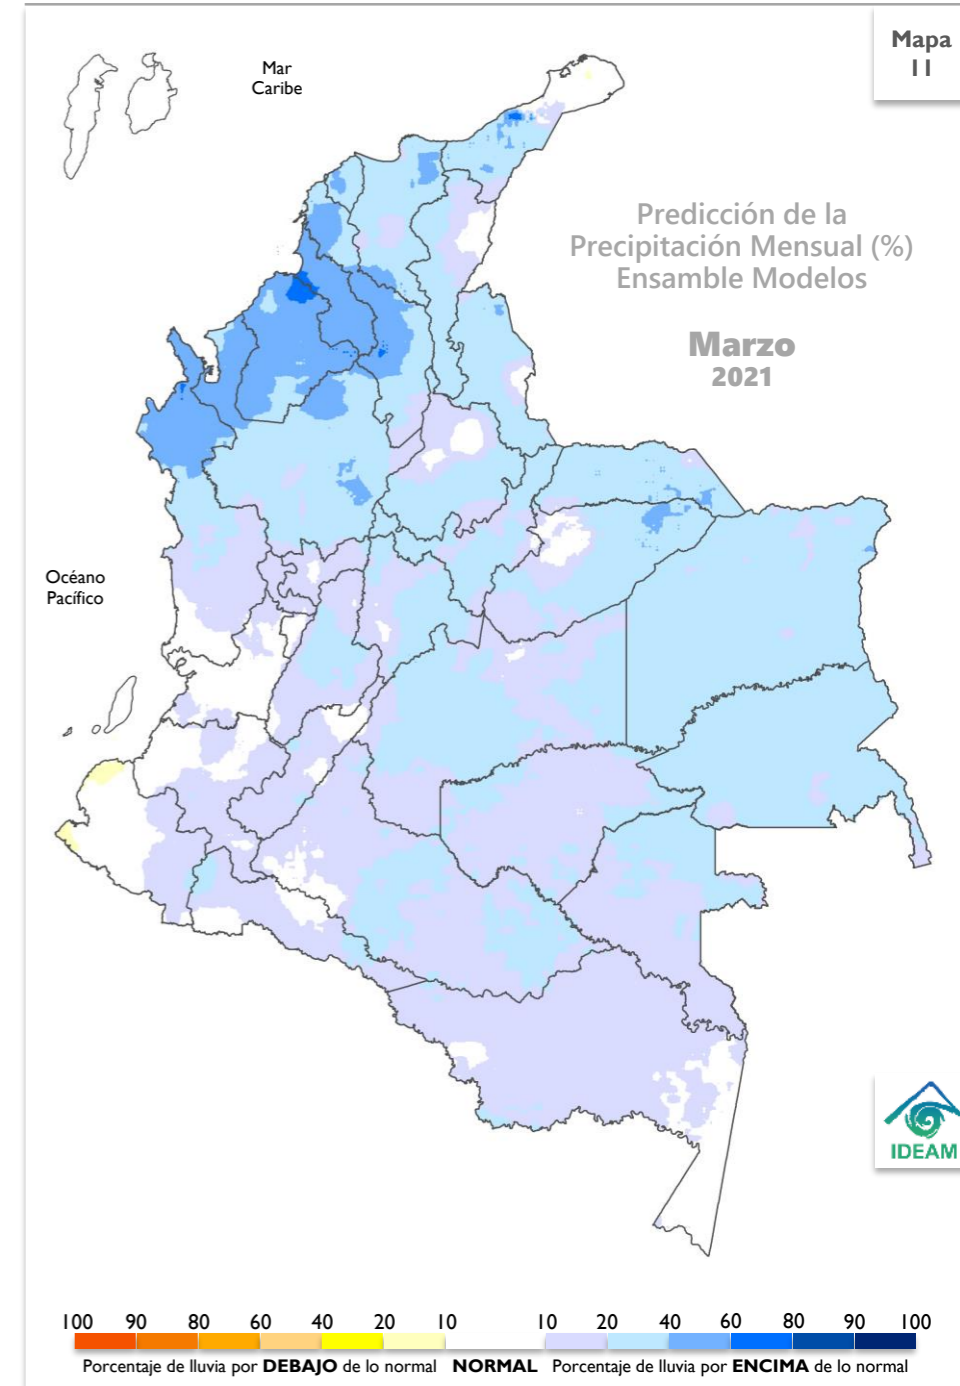 Mapa
11
Mar
Caribe
Predicción de la
Precipitación Mensual (%)
Ensamble Modelos
Marzo
2021
Océano
Pacífico
IDEAM
100 90 80 60 40 20 10 10 20 40 60 80 90 100
Porcentaje de lluvia por DEBAJO de lo normal NORMAL Porcentaje de lluvia por ENCIMA de lo normal